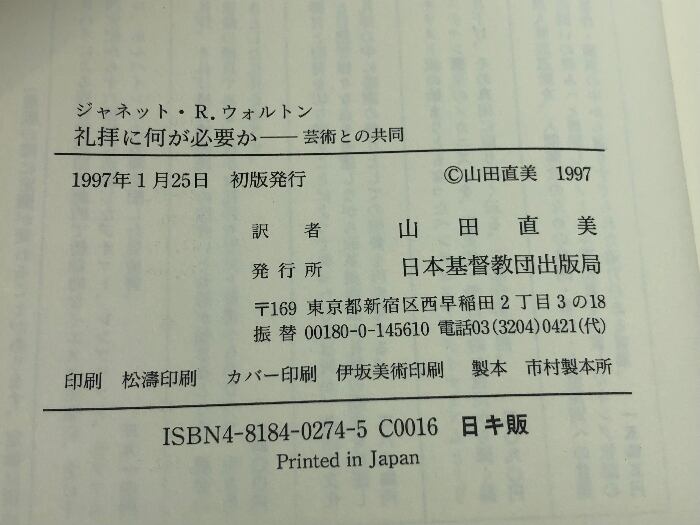 ジャネット・R.ウォルトン
礼拝に何が必要か――芸術との共同
1997年1月25日 初版発行 ©山田直美 1997
訳者 山田直美
発行所 日本基督教団出版局
〒169 東京都新宿区西早稲田2丁目3の18
振替 00180-0-145610 電話03(3204)0421(代)
印刷 松濤印刷 カバー印刷 伊坂美術印刷 製本 市村製本所
ISBN4-8184-0274-5 C0016 日キ販
Printed in Japan